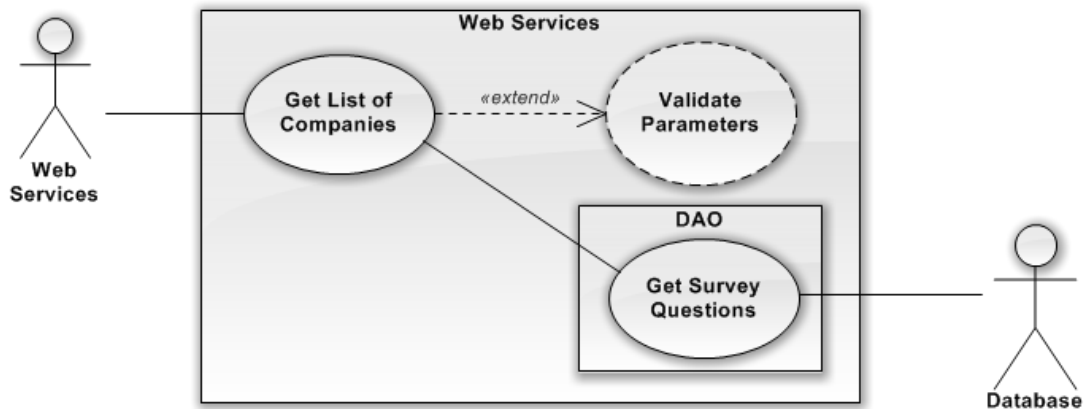 Web Services
Get List of
Companies
«extend»
Validate
Parameters
Web
Services
DAO
Get Survey
Questions
Database